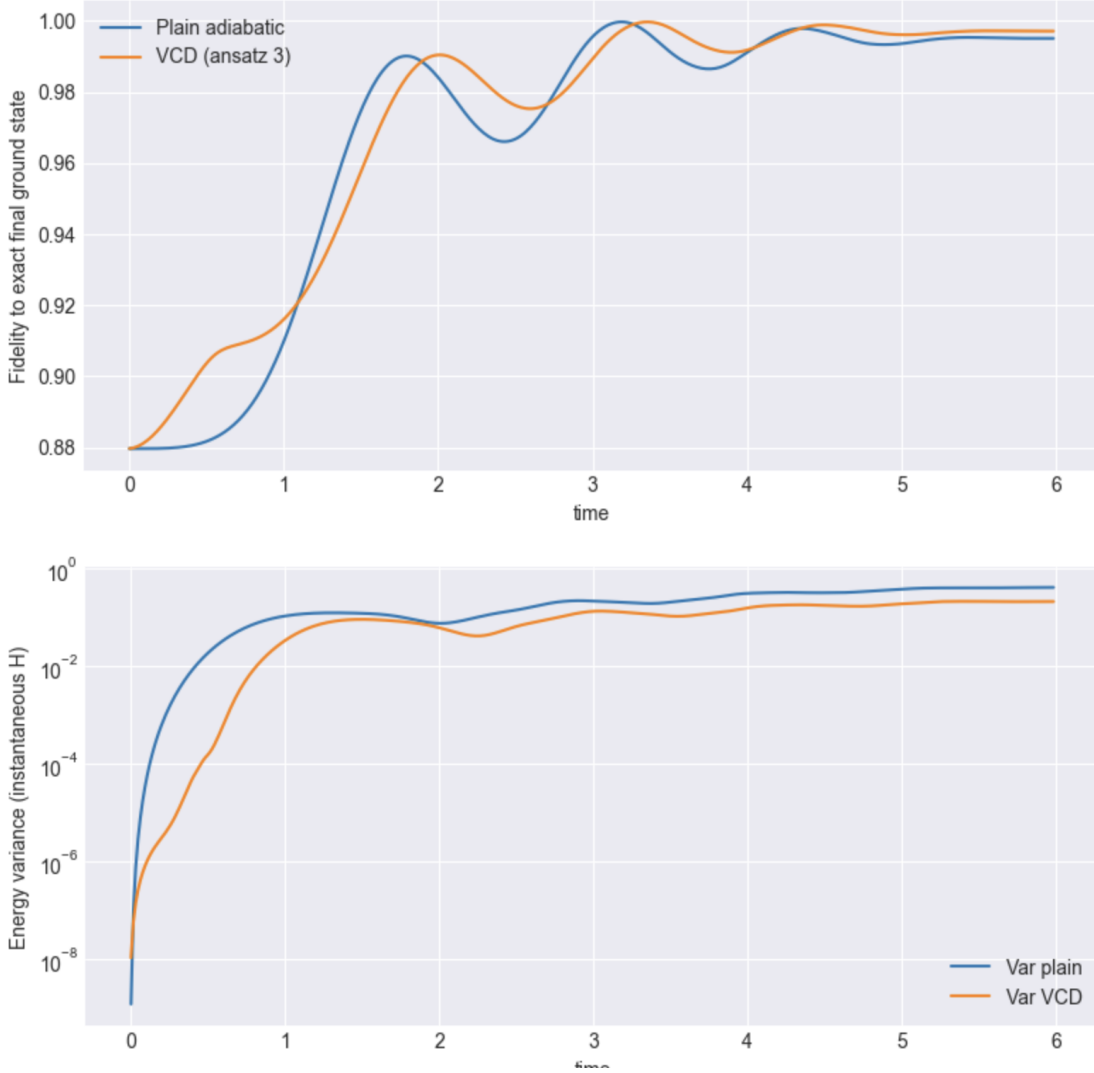 1.00
0.98
0.96
0.94
0.92
0.90
0.88
Fidelity to exact final ground state
Plain adiabatic
VCD (ansatz 3)
0 1 2 3 4 5 6
time
10^0
10^−2
10^−4
10^−6
10^−8
Energy variance (instantaneous H)
Var plain
Var VCD
0 1 2 3 4 5 6
time